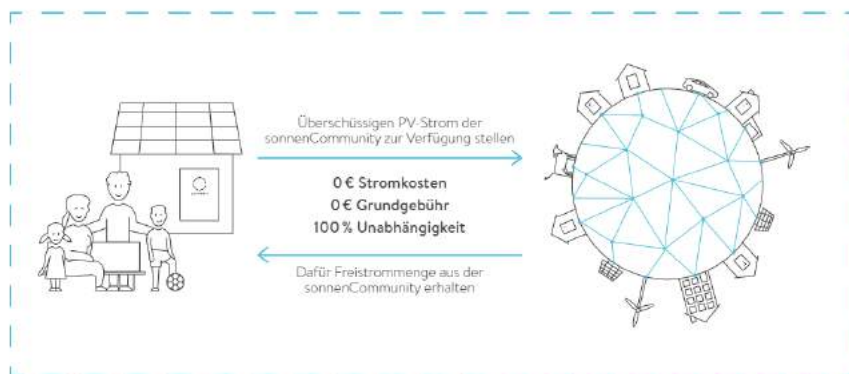 Überschüssigen PV-Strom der
sonnenCommunity zur Verfügung stellen
0 € Stromkosten
0 € Grundgebühr
100 % Unabhängigkeit
Dafür Freistrommenge aus der
sonnenCommunity erhalten